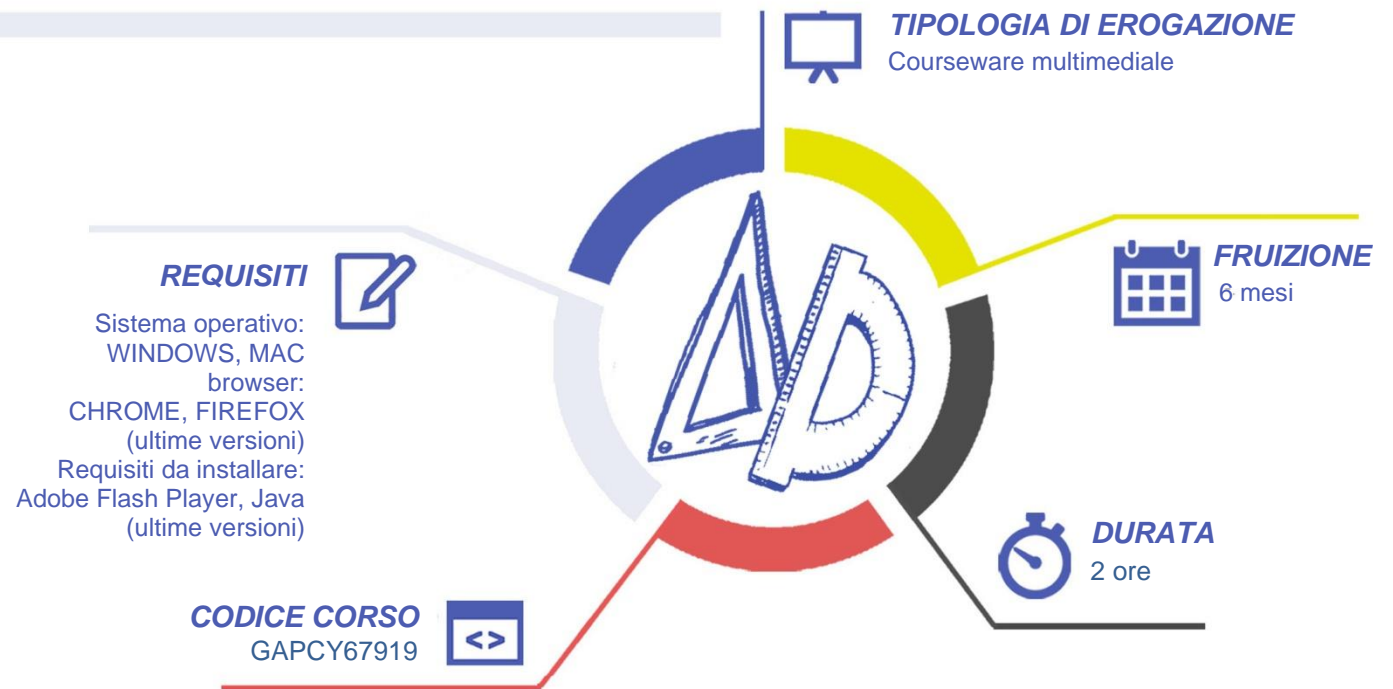 TIPOLOGIA DI EROGAZIONE
Courseware multimediale
REQUISITI
Sistema operativo:
WINDOWS, MAC
browser:
CHROME, FIREFOX
(ultime versioni)
Requisiti da installare:
Adobe Flash Player, Java
(ultime versioni)
FRUIZIONE
6 mesi
DURATA
2 ore
CODICE CORSO
GAPCY67919
<>